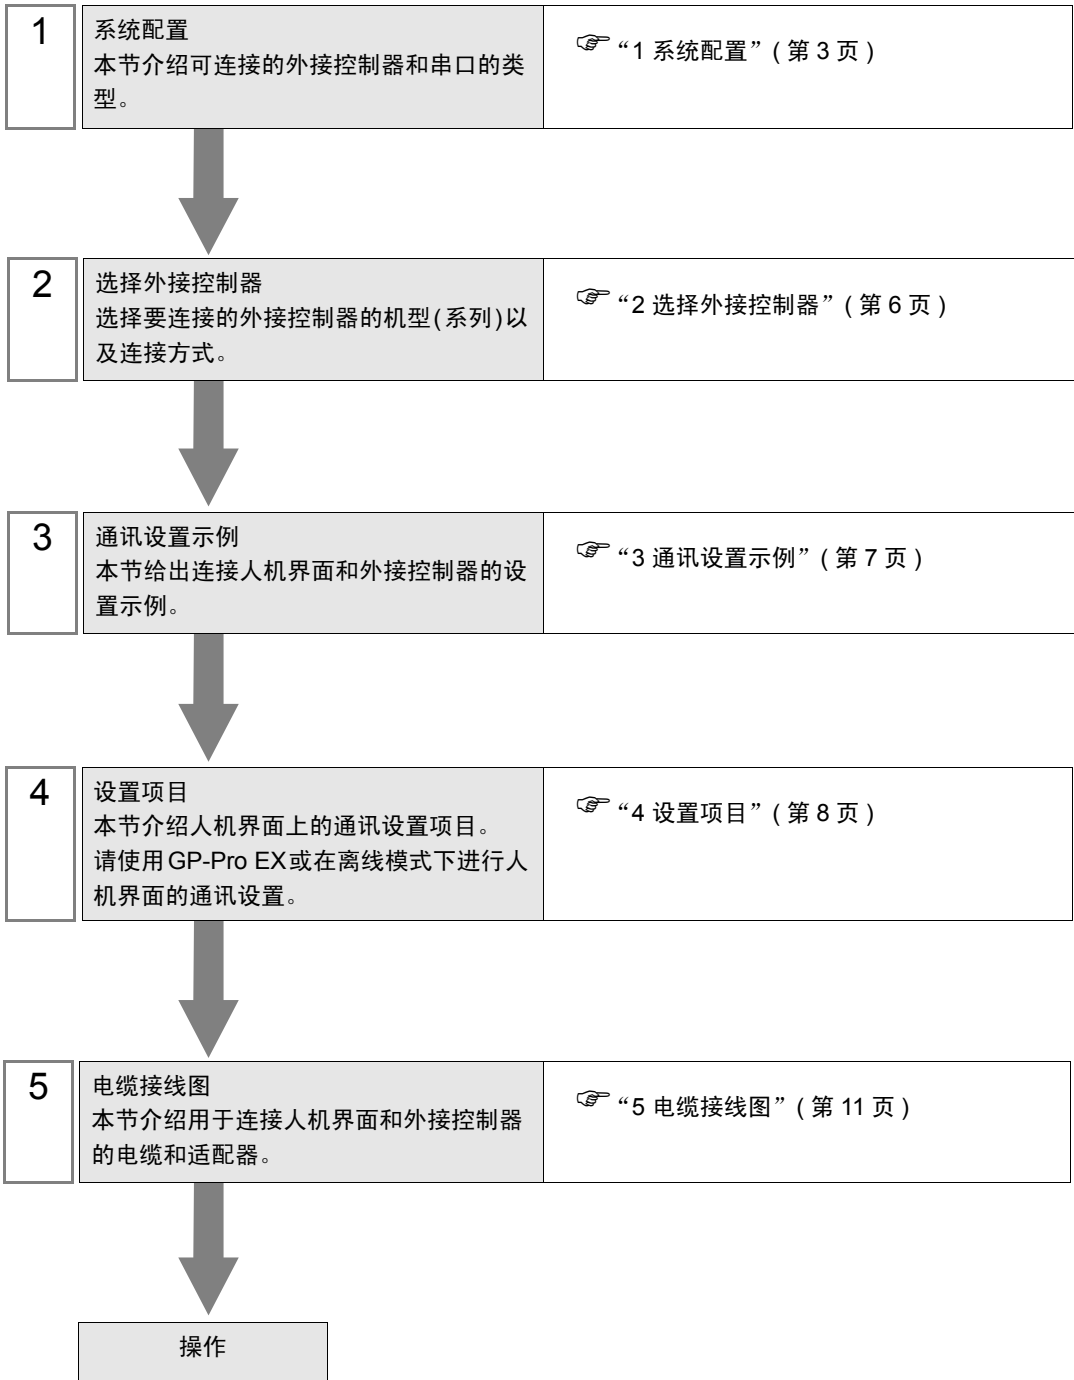 1
系统配置
本节介绍可连接的外接控制器和串口的类
型。
“1 系统配置” ( 第 3 页 )
2
选择外接控制器
选择要连接的外接控制器的机型(系列)以
及连接方式。
“2 选择外接控制器” ( 第 6 页 )
3
通讯设置示例
本节给出连接人机界面和外接控制器的设
置示例。
“3 通讯设置示例” ( 第 7 页 )
4
设置项目
本节介绍人机界面上的通讯设置项目。
请使用GP-Pro EX或在离线模式下进行人
机界面的通讯设置。
“4 设置项目” ( 第 8 页 )
5
电缆接线图
本节介绍用于连接人机界面和外接控制器
的电缆和适配器。
“5 电缆接线图” ( 第 11 页 )
操作